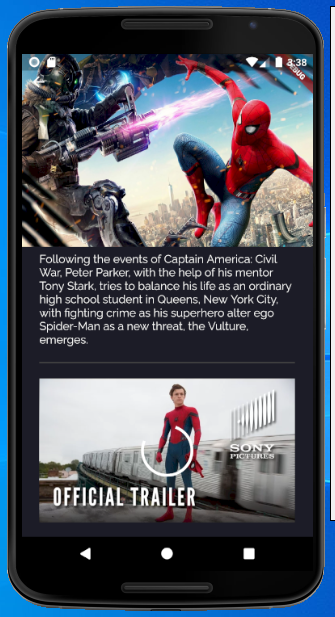 3:38
DEBUG
Following the events of Captain America: Civil
War, Peter Parker, with the help of his mentor
Tony Stark, tries to balance his life as an ordinary
high school student in Queens, New York City,
with fighting crime as his superhero alter ego
Spider-Man as a new threat, the Vulture,
emerges.
SONY
PICTURES
OFFICIAL TRAILER